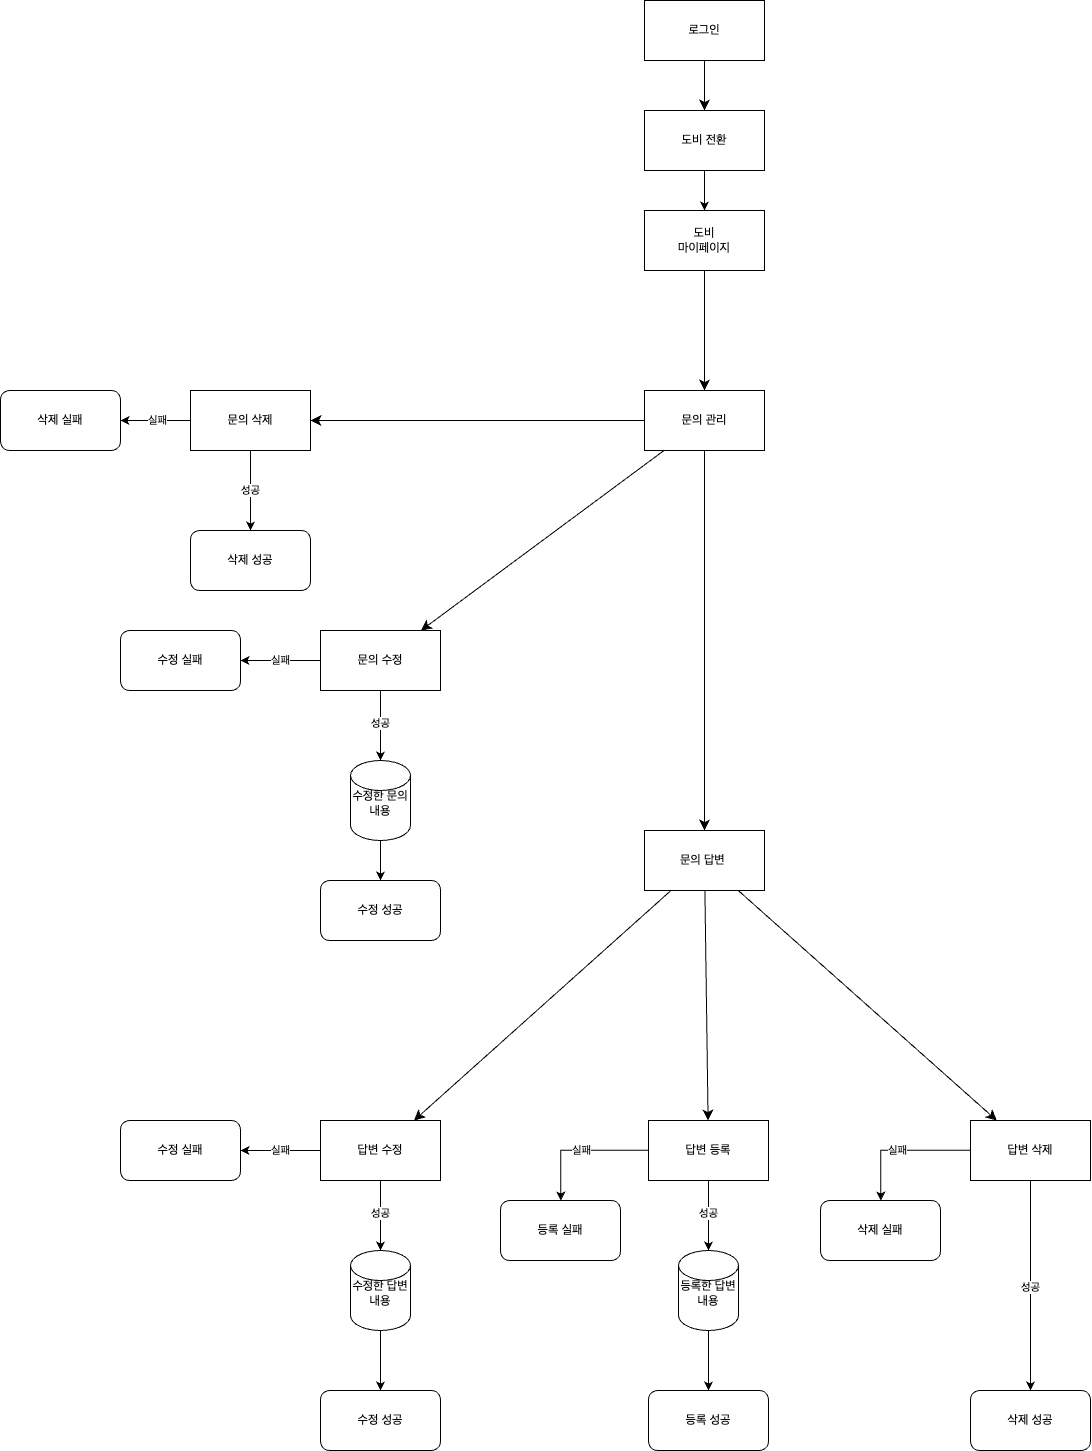 로그인
도비 전환
도비
마이페이지
삭제 실패
실패
문의 삭제
문의 관리
성공
삭제 성공
수정 실패
실패
문의 수정
성공
수정한 문의
내용
문의 답변
수정 성공
수정 실패
실패
답변 수정
실패
답변 등록
실패
답변 삭제
성공
성공
등록 실패
삭제 실패
수정한 답변
내용
등록한 답변
내용
성공
수정 성공
등록 성공
삭제 성공